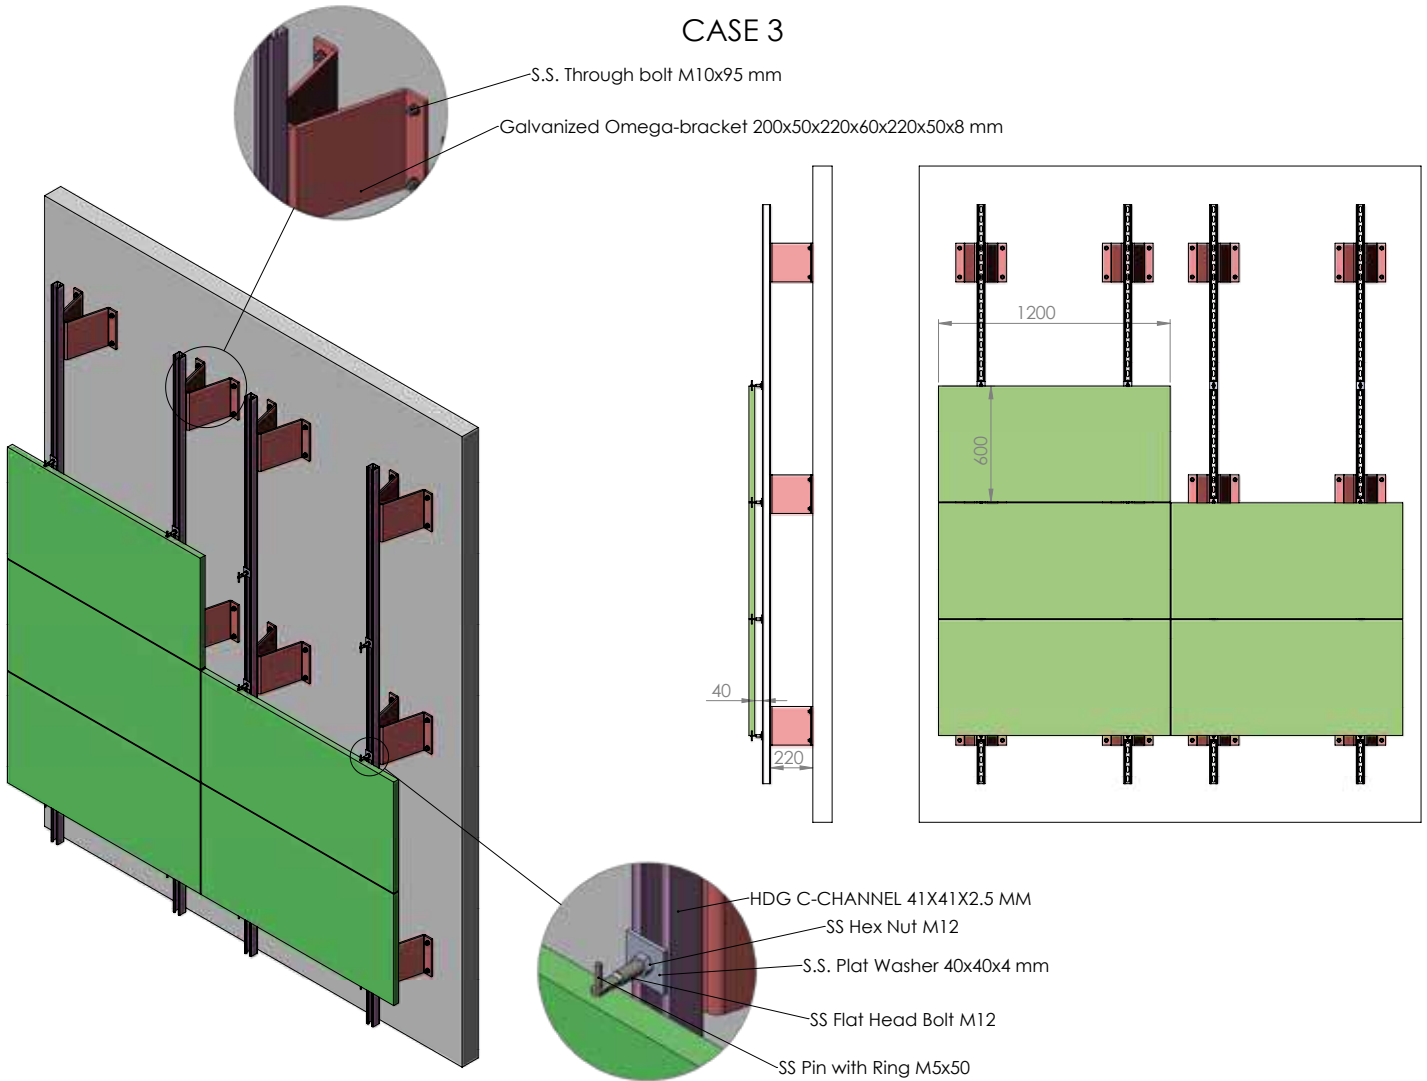 CASE 3
S.S. Through bolt M10x95 mm
Galvanized Omega-bracket 200x50x220x60x220x50x8 mm
1200
600
40
220
HDG C-CHANNEL 41X41X2.5 MM
SS Hex Nut M12
S.S. Plat Washer 40x40x4 mm
SS Flat Head Bolt M12
SS Pin with Ring M5x50